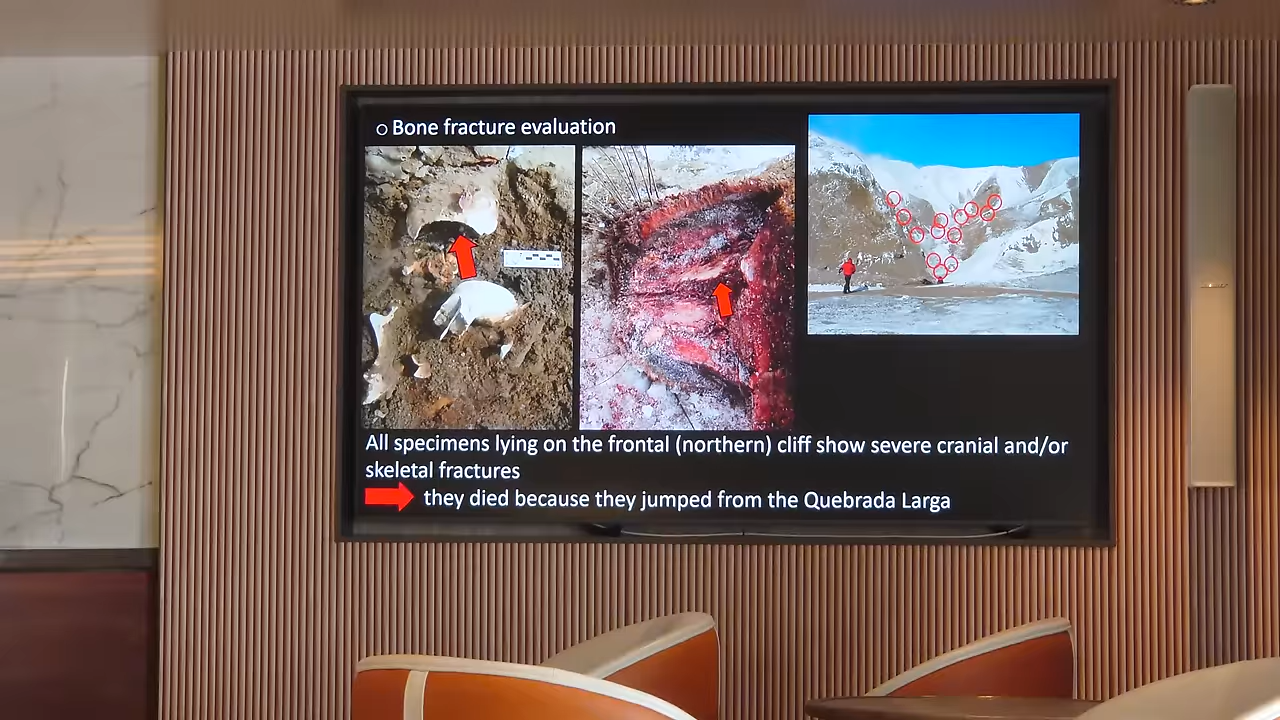 ○ Bone fracture evaluation
All specimens lying on the frontal (northern) cliff show severe cranial and/or
skeletal fractures
they died because they jumped from the Quebrada Larga